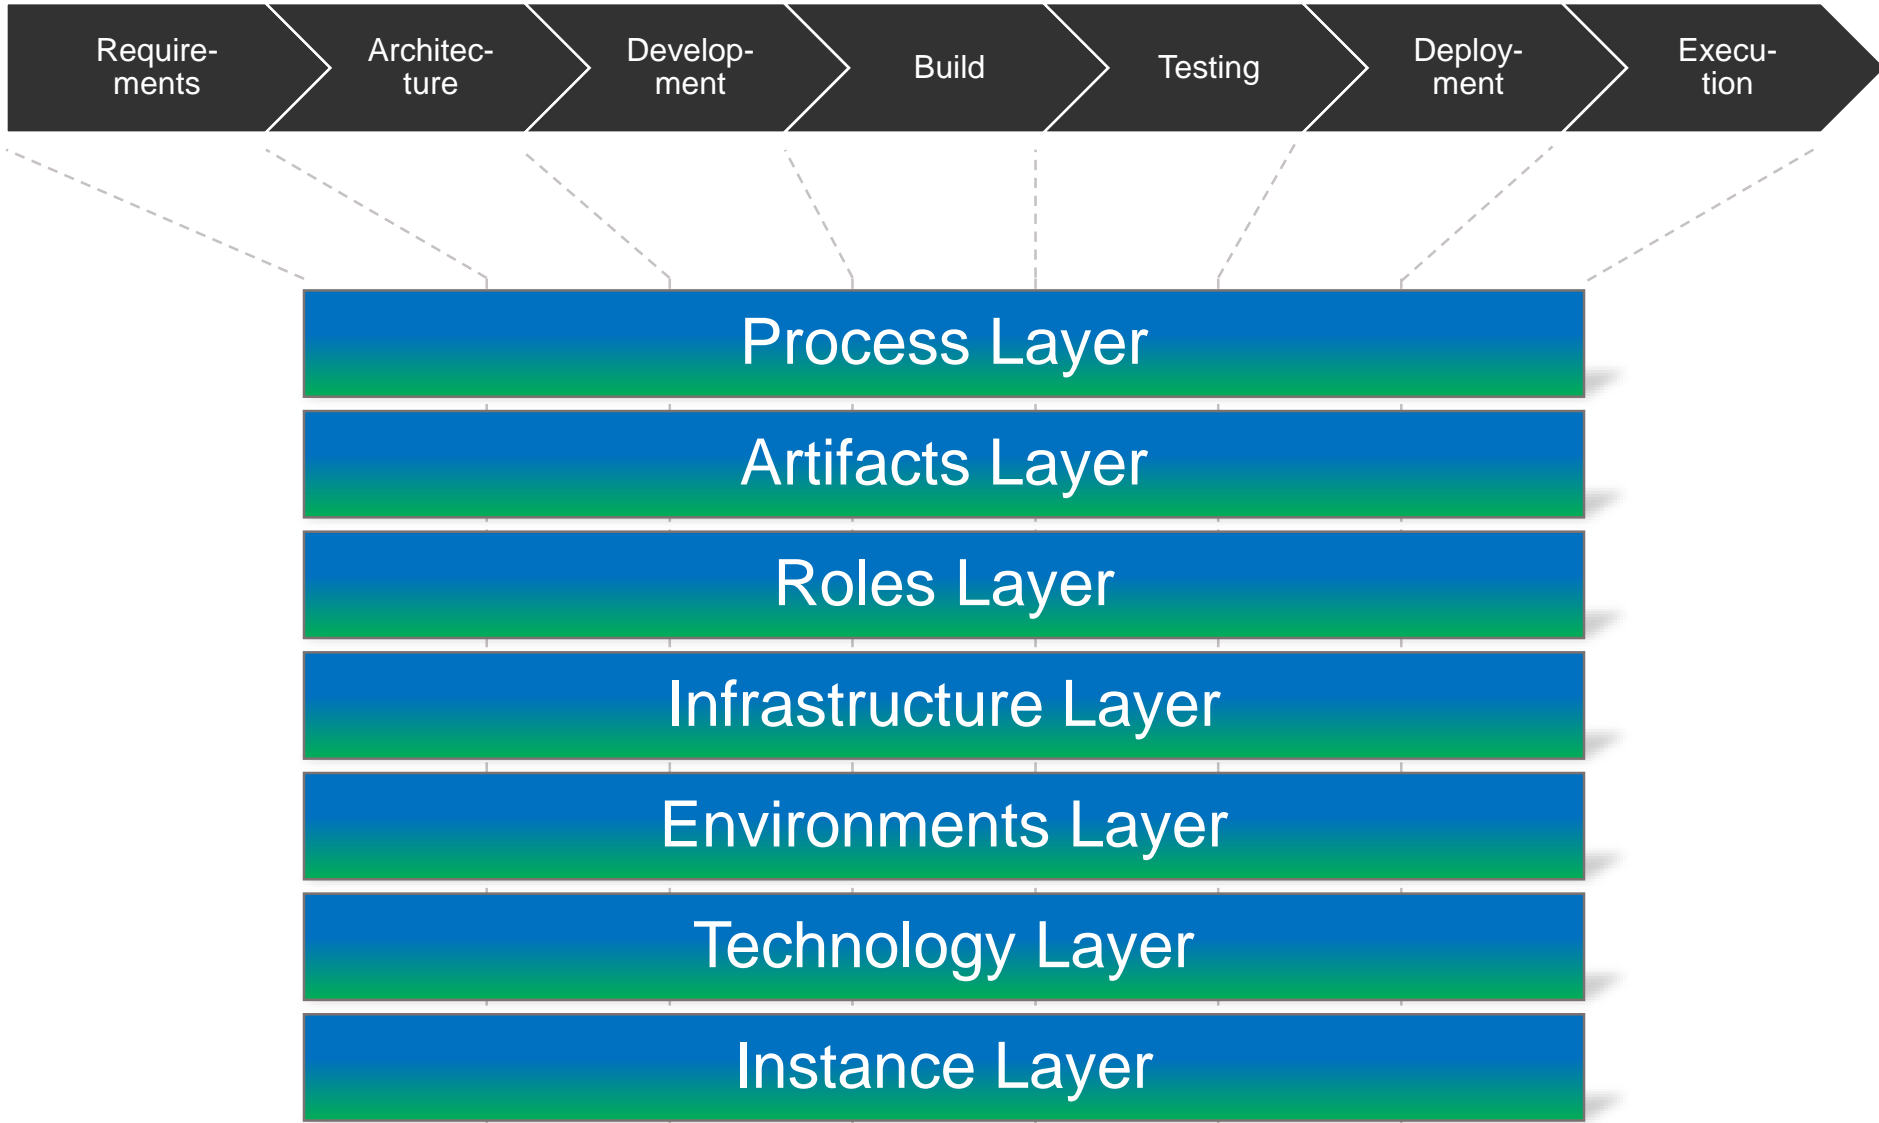 Require-
ments
Architec-
ture
Develop-
ment
Build
Testing
Deploy-
ment
Execu-
tion
Process Layer
Artifacts Layer
Roles Layer
Infrastructure Layer
Environments Layer
Technology Layer
Instance Layer